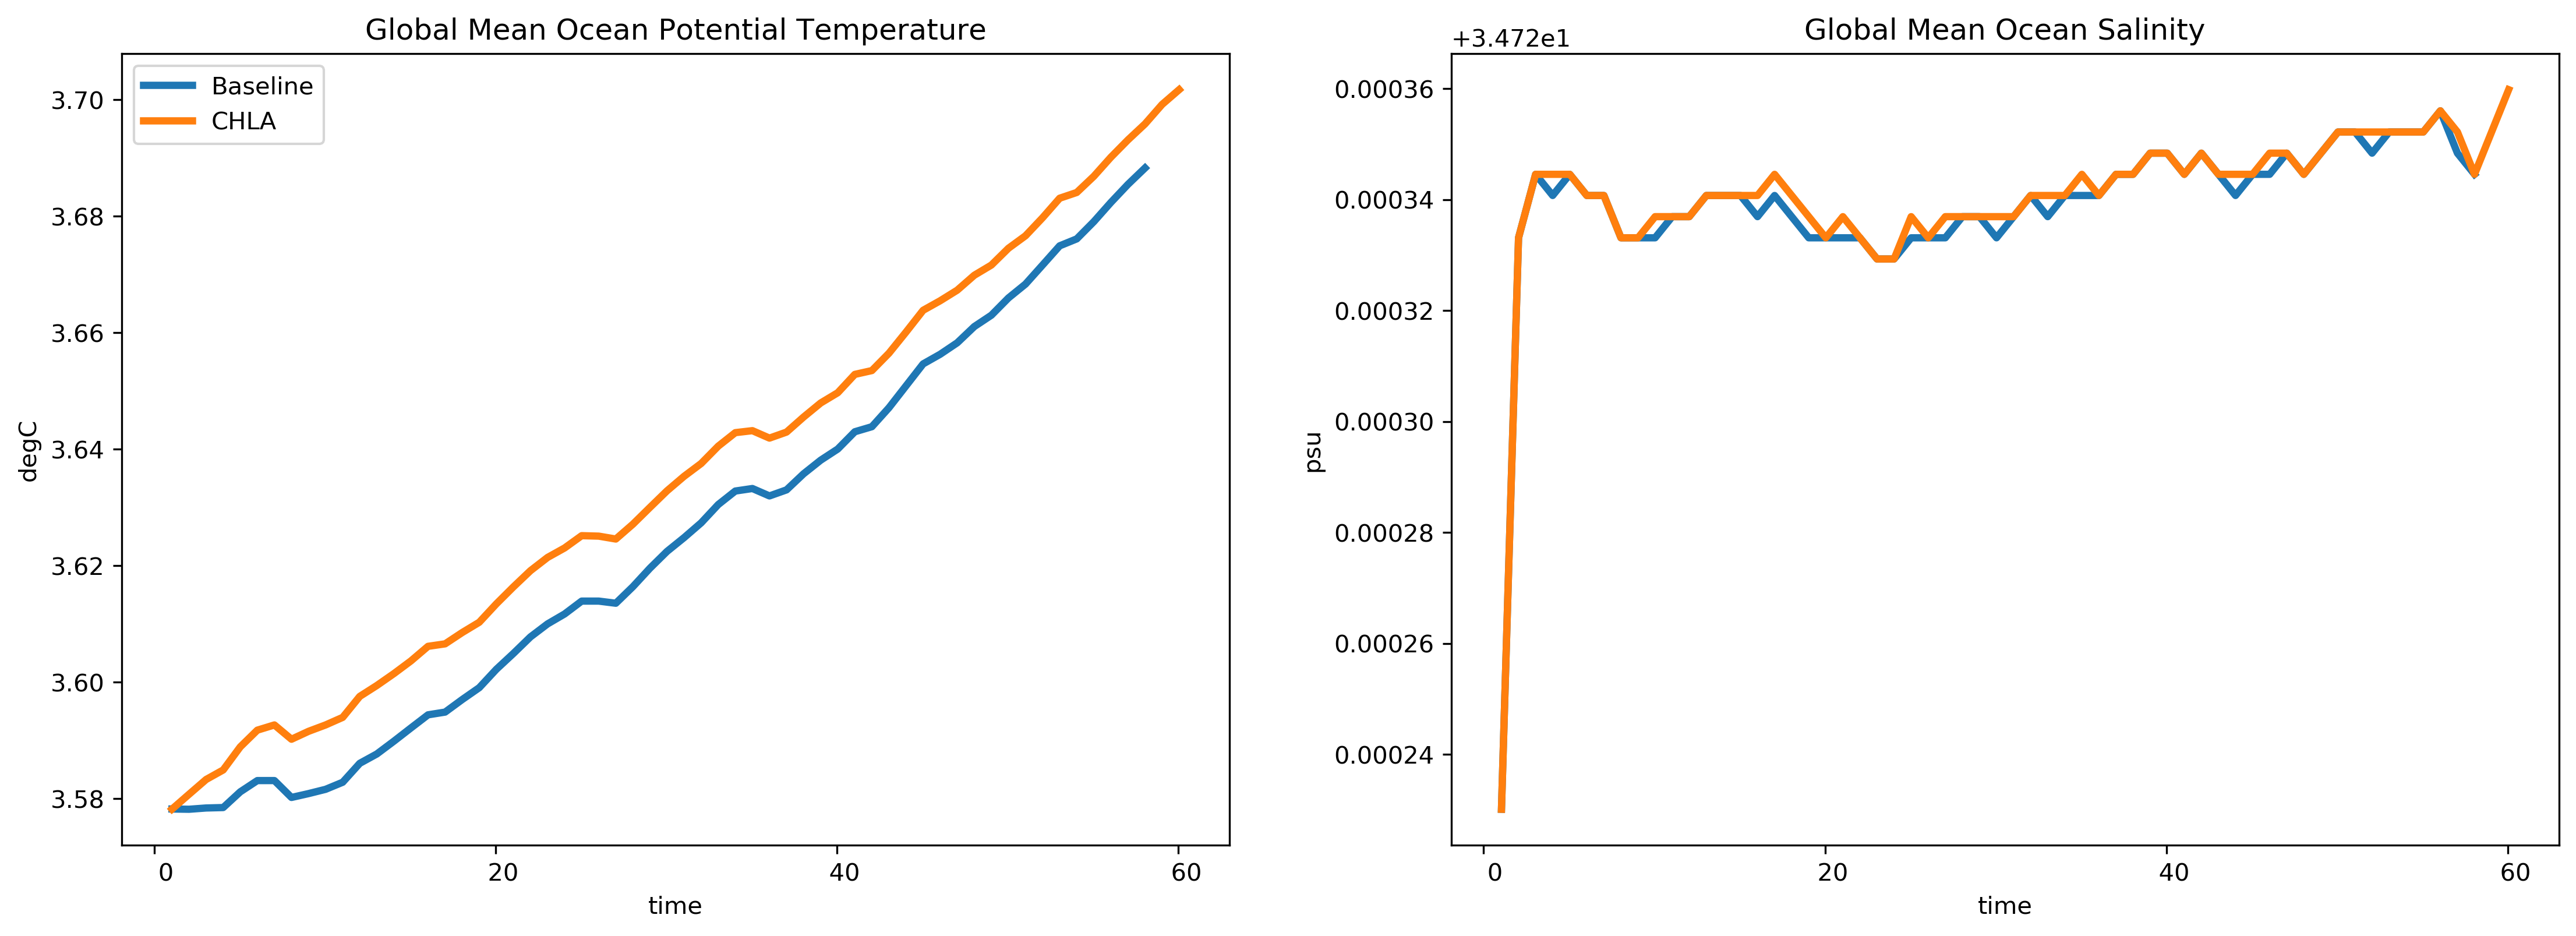 Global Mean Ocean Potential Temperature
Baseline
CHLA
3.70
3.68
3.66
3.64
3.62
3.60
3.58
degC
0
20
40
60
time
Global Mean Ocean Salinity
+3.472e1
0.00036
0.00034
0.00032
0.00030
0.00028
0.00026
0.00024
psu
0
20
40
60
time